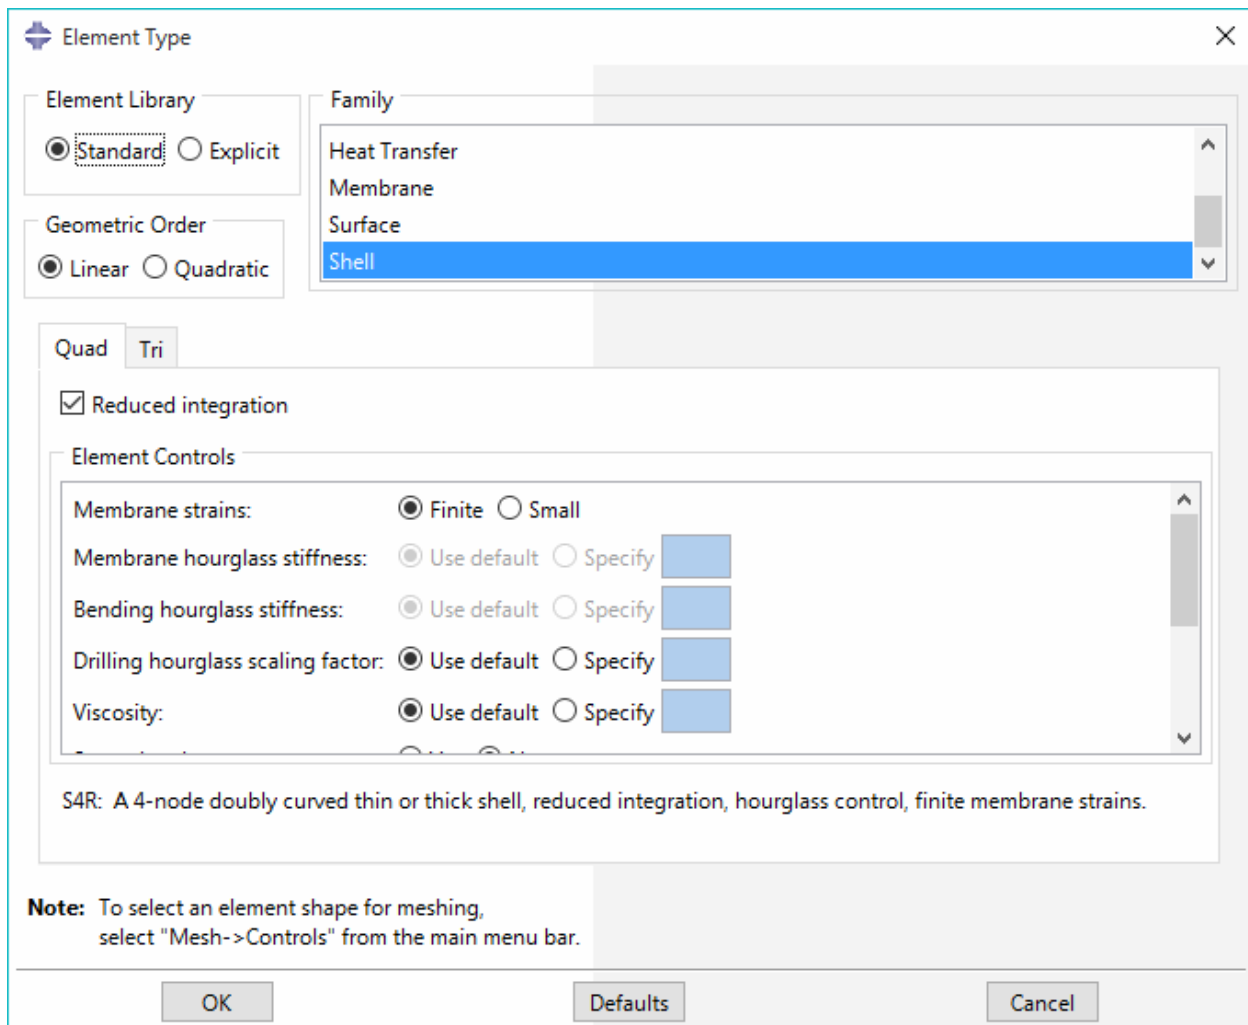 Element Type
Element Library
Family
Standard Explicit
Heat Transfer
Membrane
Surface
Shell
Geometric Order
Linear Quadratic
Quad Tri
Reduced integration
Element Controls
Membrane strains: Finite Small
Membrane hourglass stiffness: Use default Specify
Bending hourglass stiffness: Use default Specify
Drilling hourglass scaling factor: Use default Specify
Viscosity: Use default Specify
S4R: A 4-node doubly curved thin or thick shell, reduced integration, hourglass control, finite membrane strains.
Note: To select an element shape for meshing,
select "Mesh->Controls" from the main menu bar.
OK Defaults Cancel